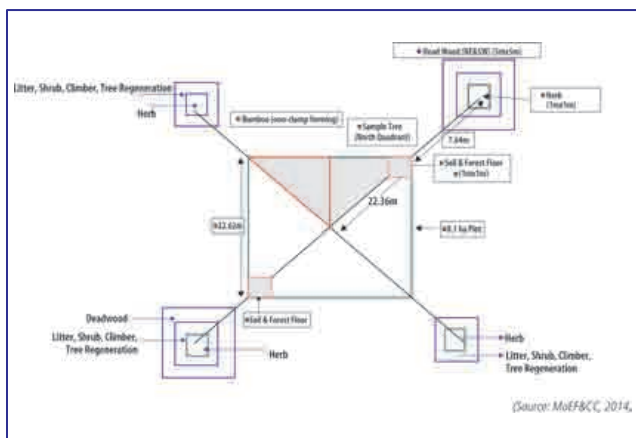 Dead Wood (NE&SW) (5mx5m)
Litter, Shrub, Climber, Tree Regeneration
Herb
Bamboo (non-clump forming)
Sample Tree
(North Quadrant)
Herb
(1mx1m)
7.64m
Soil & Forest Floor
(1mx1m)
22.36m
0.1 ha Plot
Soil & Forest Floor
Deadwood
Litter, Shrub, Climber,
Tree Regeneration
Herb
Herb
Litter, Shrub, Climber,
Tree Regeneration
(Source: MoEF&CC, 2014,